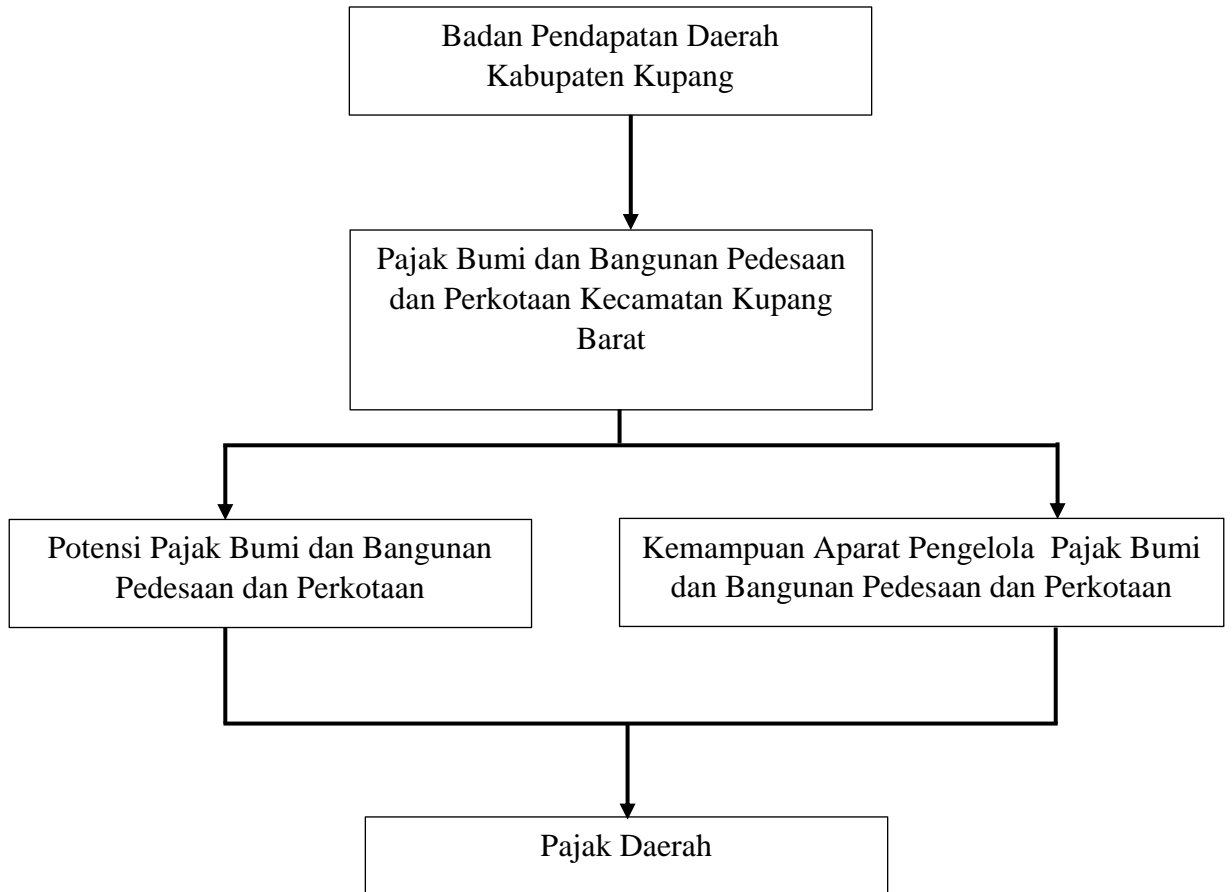 Badan Pendapatan Daerah
Kabupaten Kupang
Pajak Bumi dan Bangunan Pedesaan
dan Perkotaan Kecamatan Kupang
Barat
Potensi Pajak Bumi dan Bangunan
Pedesaan dan Perkotaan
Kemampuan Aparat Pengelola Pajak Bumi
dan Bangunan Pedesaan dan Perkotaan
Pajak Daerah